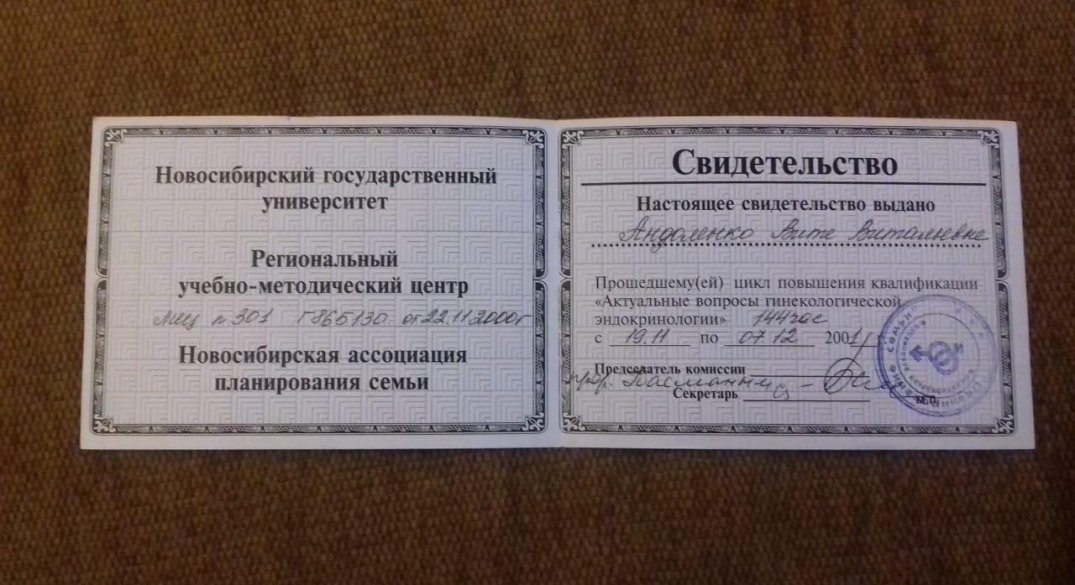 Новосибирский государственный
университет
Региональный
учебно-методический центр
Лиц № 301 Г 865130 от 22.11.2000г
Новосибирская ассоциация
планирования семьи
Свидетельство
Настоящее свидетельство выдано
Андоленко Вите Витальевне
Прошедшему(ей) цикл повышения квалификации
«Актуальные вопросы гинекологической
эндокринологии» 144час
с 19.11 по 07.12 2001 г.
Председатель комиссии
проф.
Секретарь
м.п.